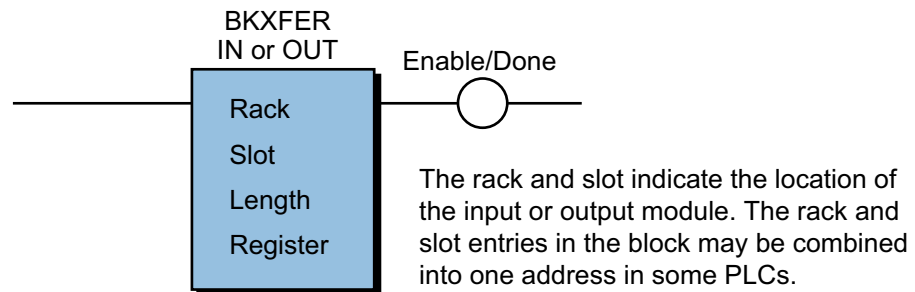 BKXFER
IN or OUT
Enable/Done
Rack
Slot
Length
Register
The rack and slot indicate the location of
the input or output module. The rack and
slot entries in the block may be combined
into one address in some PLCs.